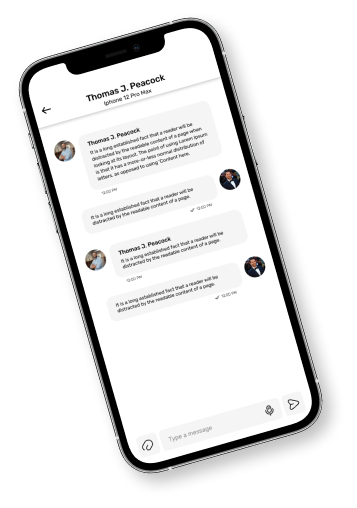 Thomas J. Peacock
Iphone 12 Pro Max
Thomas J. Peacock
It is a long established fact that a reader will be
distracted by the readable content of a page when
looking at its layout. The point of using Lorem Ipsum
is that it has a more-or-less normal distribution of
letters, as opposed to using 'Content here.
12:00 PM
It is a long established fact that a reader will be
distracted by the readable content of a page.
12:00 PM
Thomas J. Peacock
It is a long established fact that a reader will be
distracted by the readable content of a page.
12:00 PM
It is a long established fact that a reader will be
distracted by the readable content of a page.
12:00 PM
Type a message